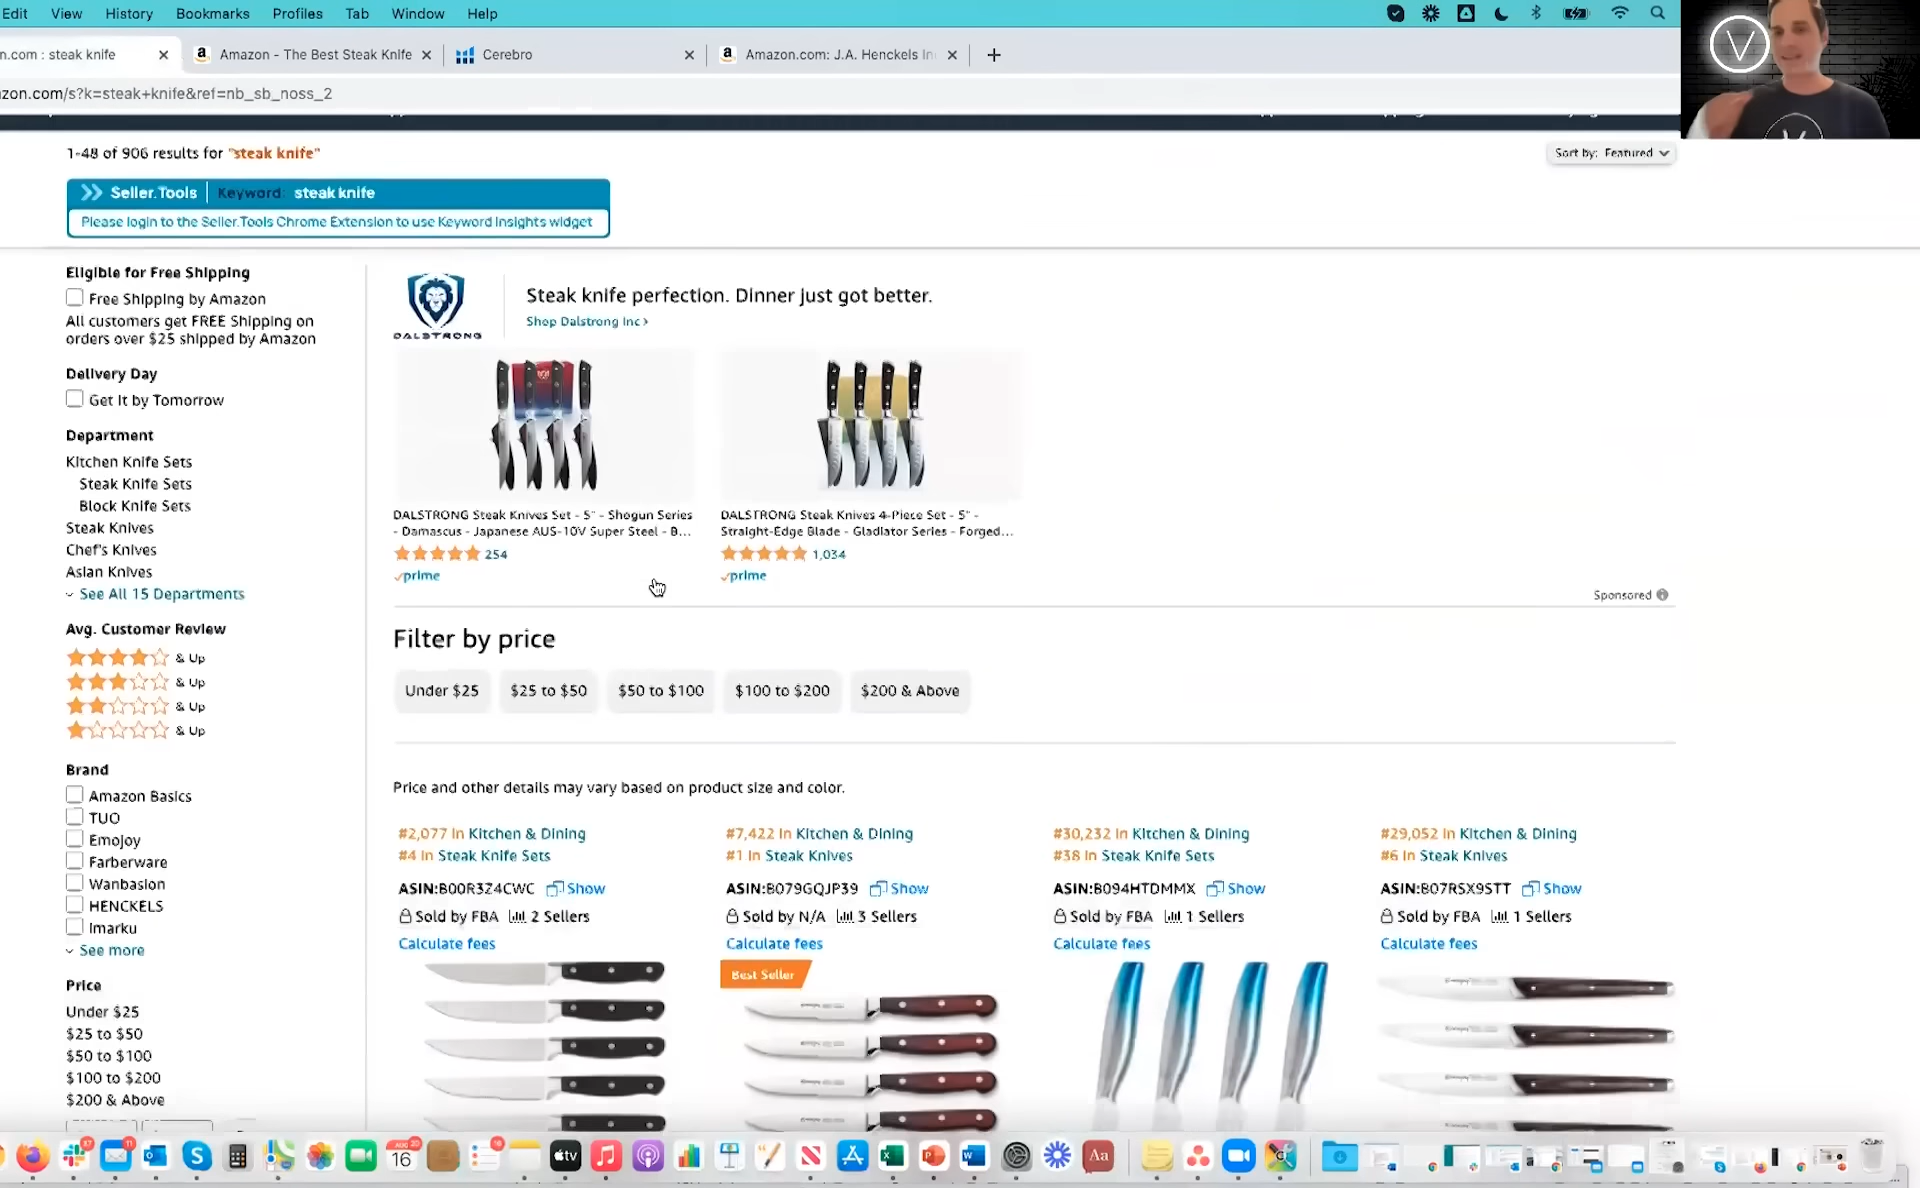 Edit View History Bookmarks Profiles Tab Window Help
n.com : steak knife
Amazon - The Best Steak Knife
Cerebro
Amazon.com: J.A. Henckels In
zon.com/s?k=steak+knife&ref=nb_sb_noss_2
1-48 of 906 results for "steak knife"
Sort by: Featured
Seller.Tools Keyword: steak knife
Please login to the Seller.Tools Chrome Extension to use Keyword Insights widget
Eligible for Free Shipping
Free Shipping by Amazon
All customers get FREE Shipping on
orders over $25 shipped by Amazon
Delivery Day
Get It by Tomorrow
Department
Kitchen Knife Sets
Steak Knife Sets
Block Knife Sets
Steak Knives
Chef's Knives
Asian Knives
See All 15 Departments
Avg. Customer Review
& Up
& Up
& Up
& Up
Brand
Amazon Basics
TUO
Emojoy
Farberware
Wanbasion
HENCKELS
imarku
See more
Price
Under $25
$25 to $50
$50 to $100
$100 to $200
$200 & Above
DALSTRONG
Steak knife perfection. Dinner just got better.
Shop Dalstrong Inc ›
DALSTRONG Steak Knives Set - 5" - Shogun Series
- Damascus - Japanese AUS-10V Super Steel - B...
254
prime
DALSTRONG Steak Knives 4-Piece Set - 5" -
Straight-Edge Blade - Gladiator Series - Forged...
1,034
prime
Sponsored
Filter by price
Under $25 $25 to $50 $50 to $100 $100 to $200 $200 & Above
Price and other details may vary based on product size and color.
#2,077 in Kitchen & Dining
#4 in Steak Knife Sets
ASIN:B00R3Z4CWC Show
Sold by FBA 2 Sellers
Calculate fees
#7,422 in Kitchen & Dining
#1 in Steak Knives
ASIN:B079GQJP39 Show
Sold by N/A 3 Sellers
Calculate fees
Best Seller
#30,232 in Kitchen & Dining
#38 in Steak Knife Sets
ASIN:B094HTDMMX Show
Sold by FBA 1 Sellers
Calculate fees
#29,052 in Kitchen & Dining
#6 in Steak Knives
ASIN:B07RSX9STT Show
Sold by FBA 1 Sellers
Calculate fees
16
tv
Aa